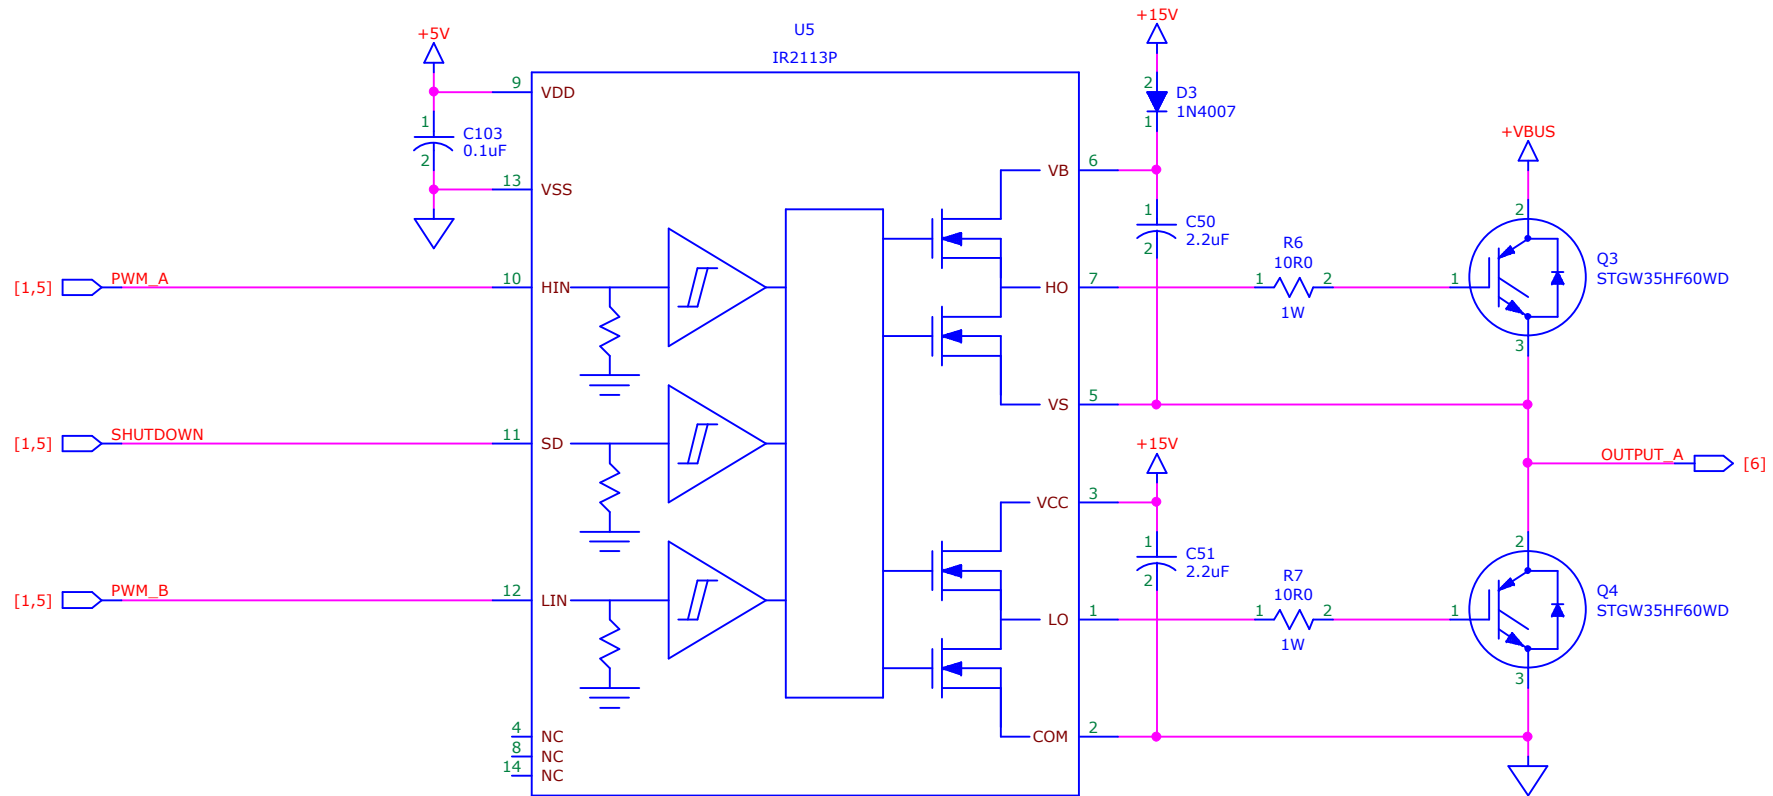 U5
IR2113P
+5V
9
VDD
1
C103
0.1uF
2
13
VSS
[1,5]
PWM_A
10
HIN
[1,5]
SHUTDOWN
11
SD
[1,5]
PWM_B
12
LIN
4
NC
8
NC
14
NC
+15V
2
D3
1N4007
1
VB
6
1
C50
2.2uF
2
HO
7
R6
10R0
1
2
1W
VS
5
+15V
VCC
3
1
C51
2.2uF
2
LO
1
R7
10R0
1
2
1W
COM
2
+VBUS
2
1
Q3
STGW35HF60WD
3
OUTPUT_A
[6]
2
1
Q4
STGW35HF60WD
3